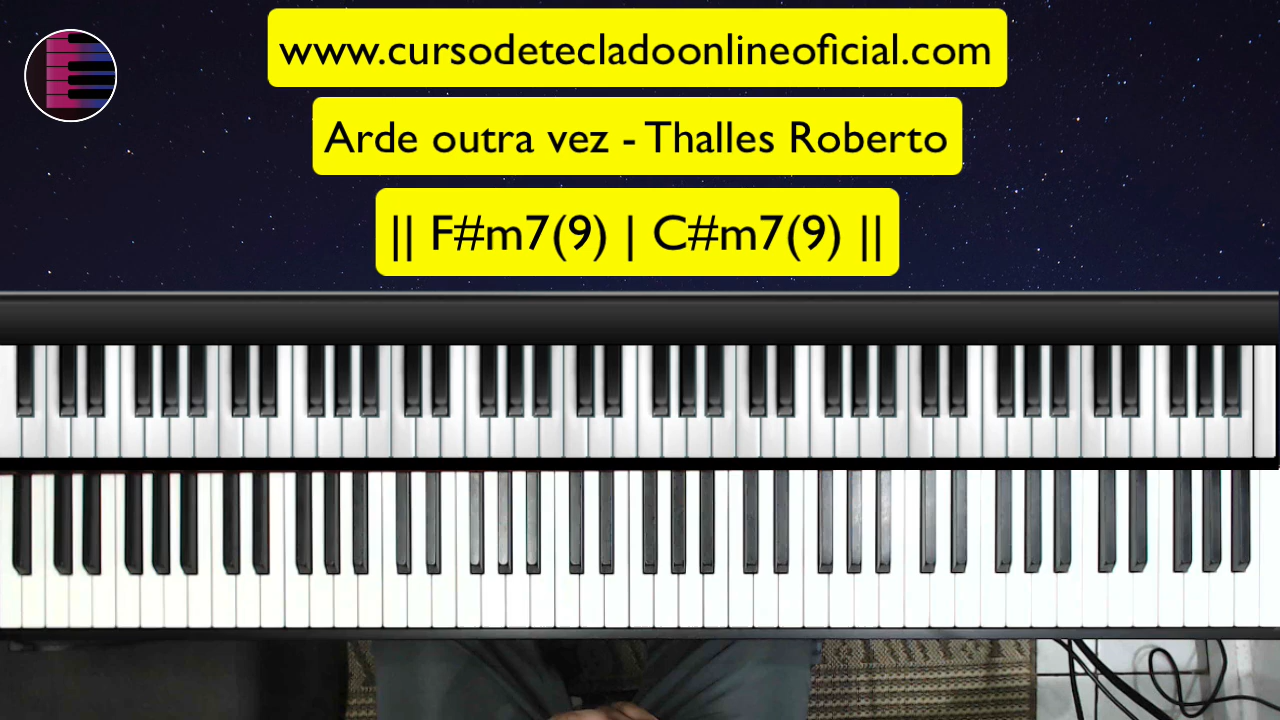 www.cursodetecladoonlineoficial.com
Arde outra vez - Thalles Roberto
|| F#m7(9) | C#m7(9) ||